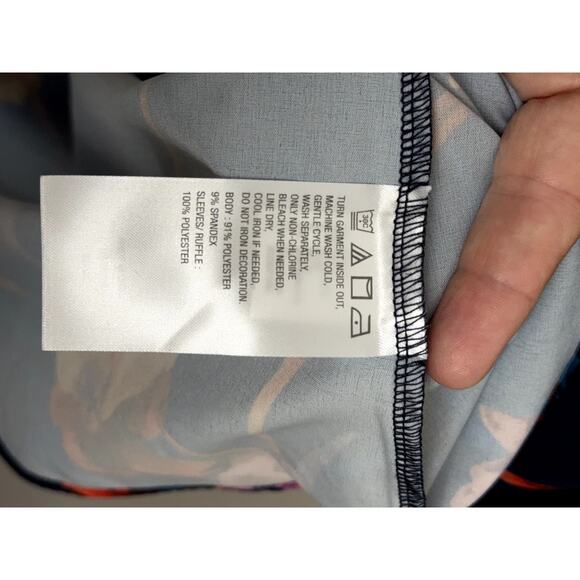 30C
TURN GARMENT INSIDE OUT,
MACHINE WASH COLD,
GENTLE CYCLE,
WASH SEPARATELY,
ONLY NON-CHLORINE
BLEACH WHEN NEEDED,
LINE DRY,
COOL IRON IF NEEDED,
DO NOT IRON DECORATION.
BODY : 91% POLYESTER
9% SPANDEX
SLEEVES/ RUFFLE :
100% POLYESTER